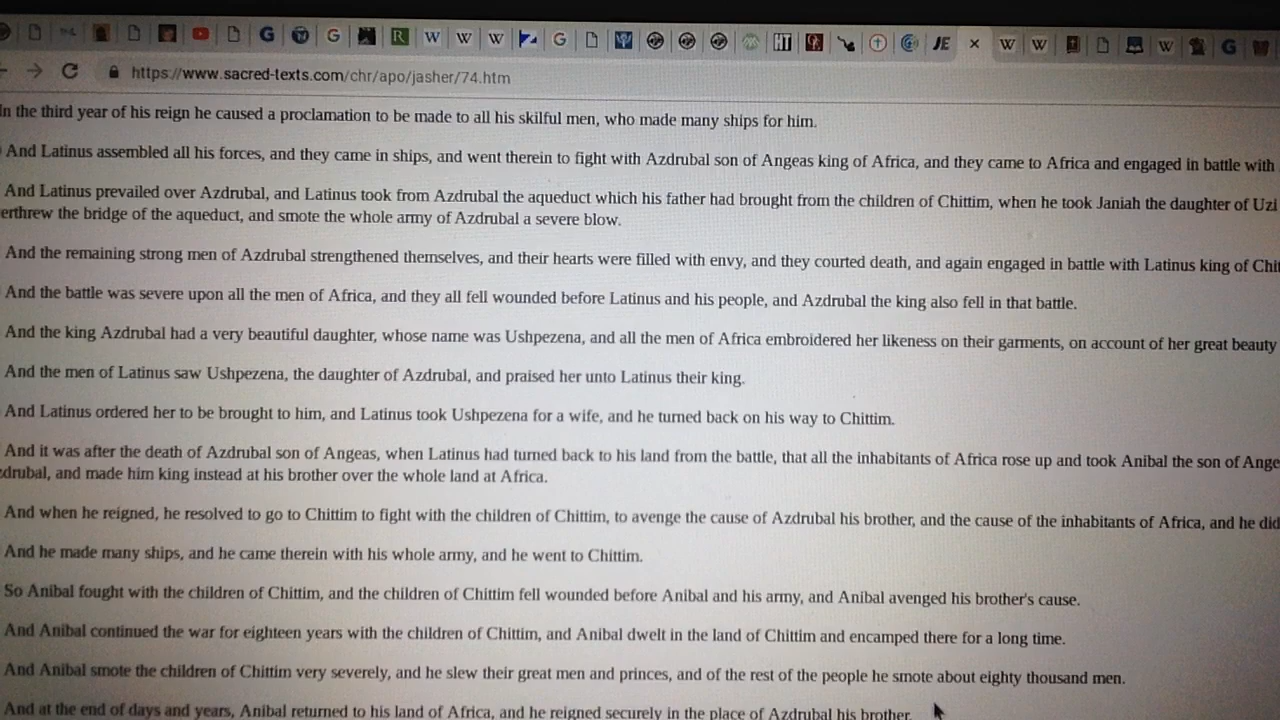 JE
https://www.sacred-texts.com/chr/apo/jasher/74.htm
In the third year of his reign he caused a proclamation to be made to all his skilful men, who made many ships for him.
And Latinus assembled all his forces, and they came in ships, and went therein to fight with Azdrubal son of Angeas king of Africa, and they came to Africa and engaged in battle with
And Latinus prevailed over Azdrubal, and Latinus took from Azdrubal the aqueduct which his father had brought from the children of Chittim, when he took Janiah the daughter of Uzi
erthrew the bridge of the aqueduct, and smote the whole army of Azdrubal a severe blow.
And the remaining strong men of Azdrubal strengthened themselves, and their hearts were filled with envy, and they courted death, and again engaged in battle with Latinus king of Chit
And the battle was severe upon all the men of Africa, and they all fell wounded before Latinus and his people, and Azdrubal the king also fell in that battle.
And the king Azdrubal had a very beautiful daughter, whose name was Ushpezena, and all the men of Africa embroidered her likeness on their garments, on account of her great beauty
And the men of Latinus saw Ushpezena, the daughter of Azdrubal, and praised her unto Latinus their king.
And Latinus ordered her to be brought to him, and Latinus took Ushpezena for a wife, and he turned back on his way to Chittim.
And it was after the death of Azdrubal son of Angeas, when Latinus had turned back to his land from the battle, that all the inhabitants of Africa rose up and took Anibal the son of Ange
drubal, and made him king instead at his brother over the whole land at Africa.
And when he reigned, he resolved to go to Chittim to fight with the children of Chittim, to avenge the cause of Azdrubal his brother, and the cause of the inhabitants of Africa, and he did
And he made many ships, and he came therein with his whole army, and he went to Chittim.
So Anibal fought with the children of Chittim, and the children of Chittim fell wounded before Anibal and his army, and Anibal avenged his brother's cause.
And Anibal continued the war for eighteen years with the children of Chittim, and Anibal dwelt in the land of Chittim and encamped there for a long time.
And Anibal smote the children of Chittim very severely, and he slew their great men and princes, and of the rest of the people he smote about eighty thousand men.
And at the end of days and years, Anibal returned to his land of Africa, and he reigned securely in the place of Azdrubal his brother.